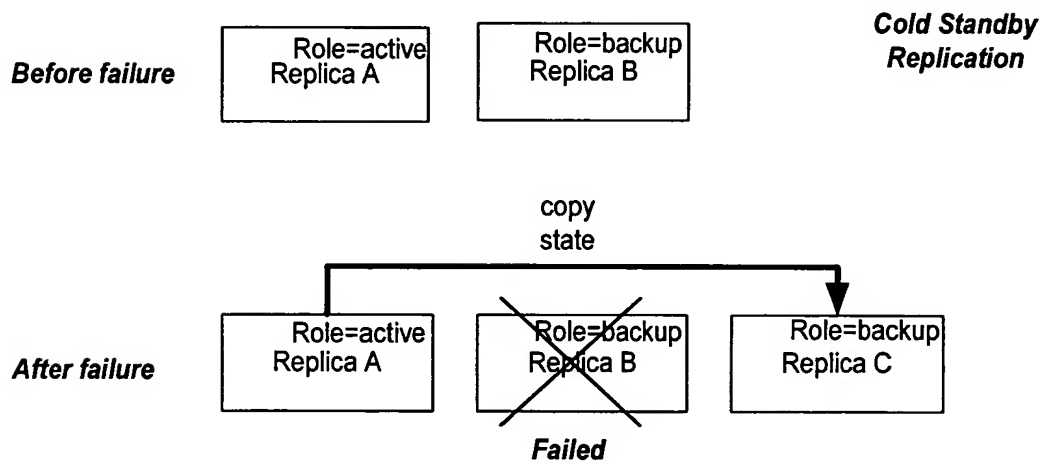 Cold Standby
Replication
Before failure
Role=active
Replica A
Role=backup
Replica B
copy
state
After failure
Role=active
Replica A
Role=backup
Replica B
Role=backup
Replica C
Failed